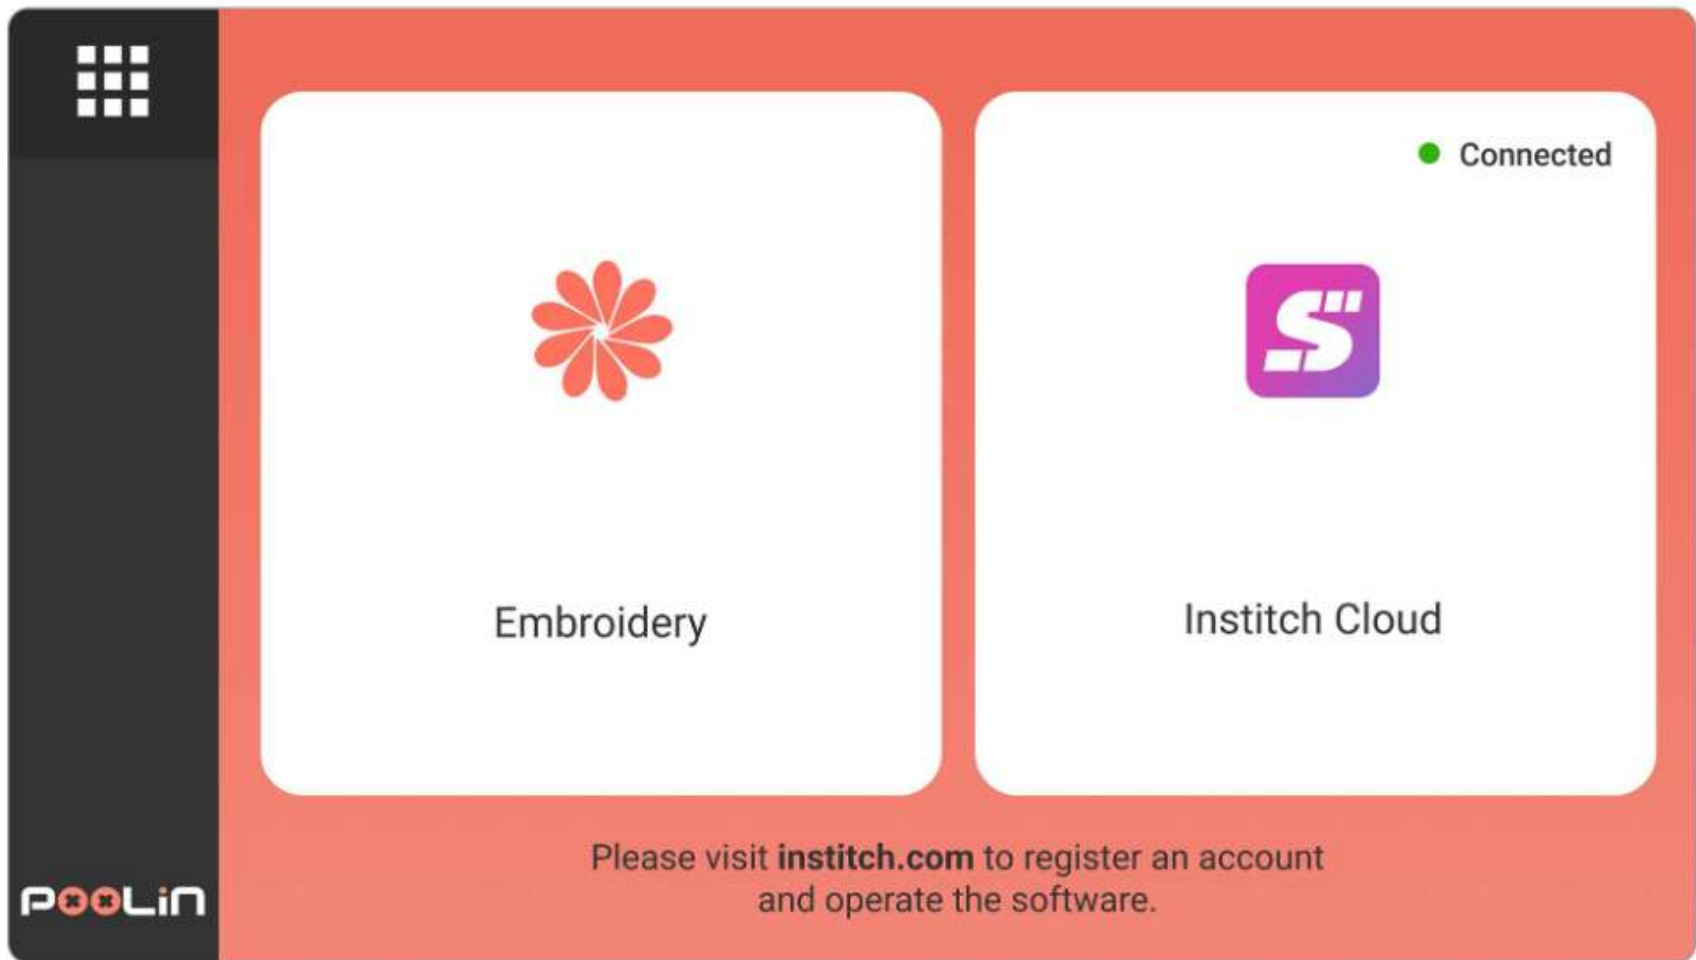 Connected
Embroidery
Institch Cloud
Please visit institch.com to register an account
and operate the software.
POOLiN